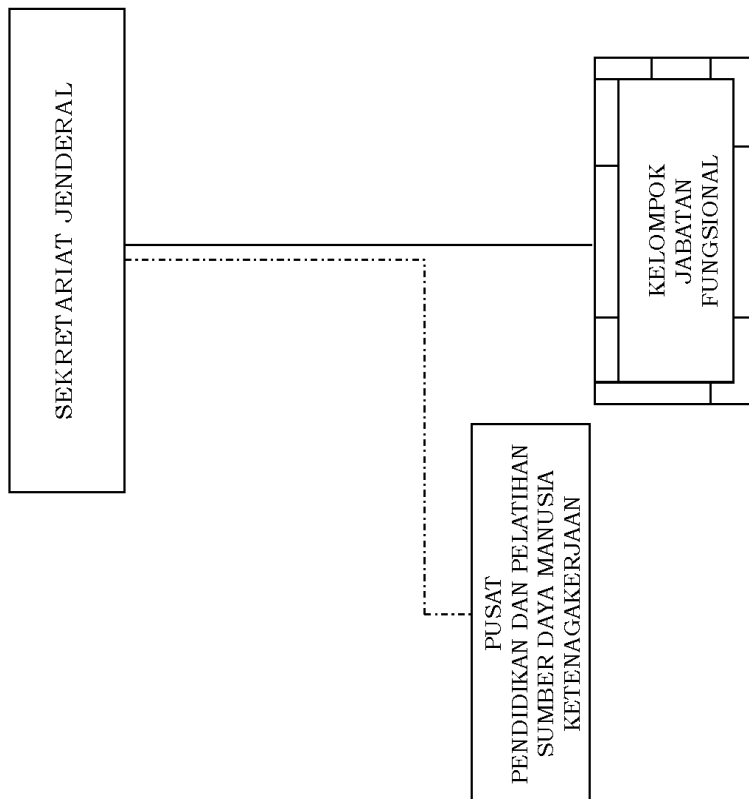 SEKRETARIAT JENDERAL
PUSAT
PENDIDIKAN DAN PELATIHAN
SUMBER DAYA MANUSIA
KETENAGAKERJAAN
KELOMPOK
JABATAN
FUNGSIONAL